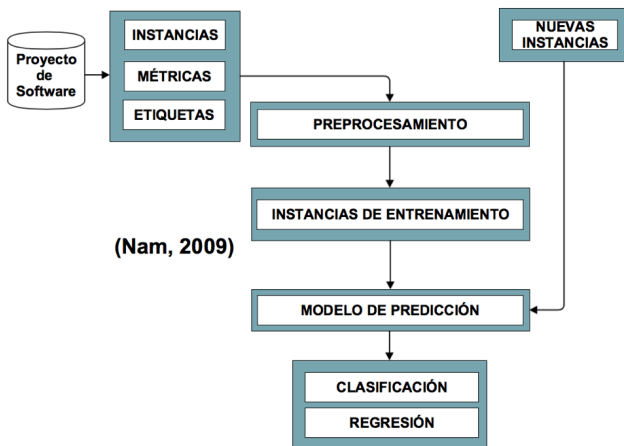 Proyecto
de
Software
INSTANCIAS
MÉTRICAS
ETIQUETAS
NUEVAS
INSTANCIAS
PREPROCESAMIENTO
INSTANCIAS DE ENTRENAMIENTO
(Nam, 2009)
MODELO DE PREDICCIÓN
CLASIFICACIÓN
REGRESIÓN